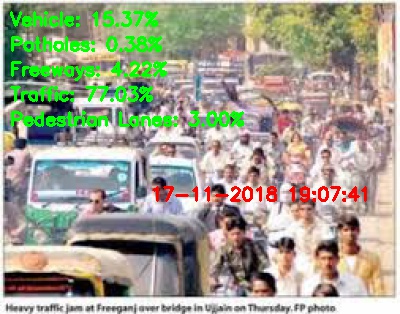 Vehicle: 15.37%
Potholes: 0.38%
Freeways: 4.22%
Traffic: 77.03%
Pedestrian Lanes: 3.00%
17-11-2018 19:07:41
Heavy traffic jam at Freeganj over bridge in Ujjain on Thursday. FP photo